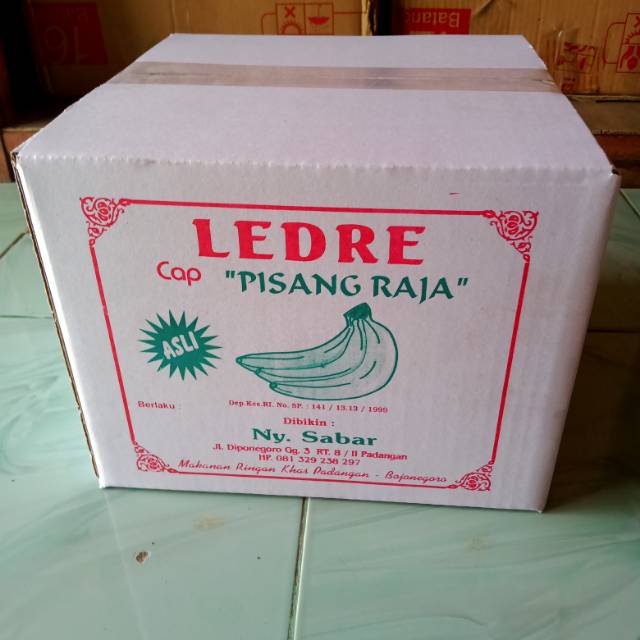 LEDRE
Cap "PISANG RAJA"
ASLI
Berlaku :
Dep Kes.RI. No. SP. : 141 / 13.13 / 1999
Dibikin :
Ny. Sabar
Jl. Diponegoro Gg. 3 RT. 8 / II Padangan
HP. 081 329 238 297
Makanan Ringan Khas Padangan - Bojonegoro
Balance